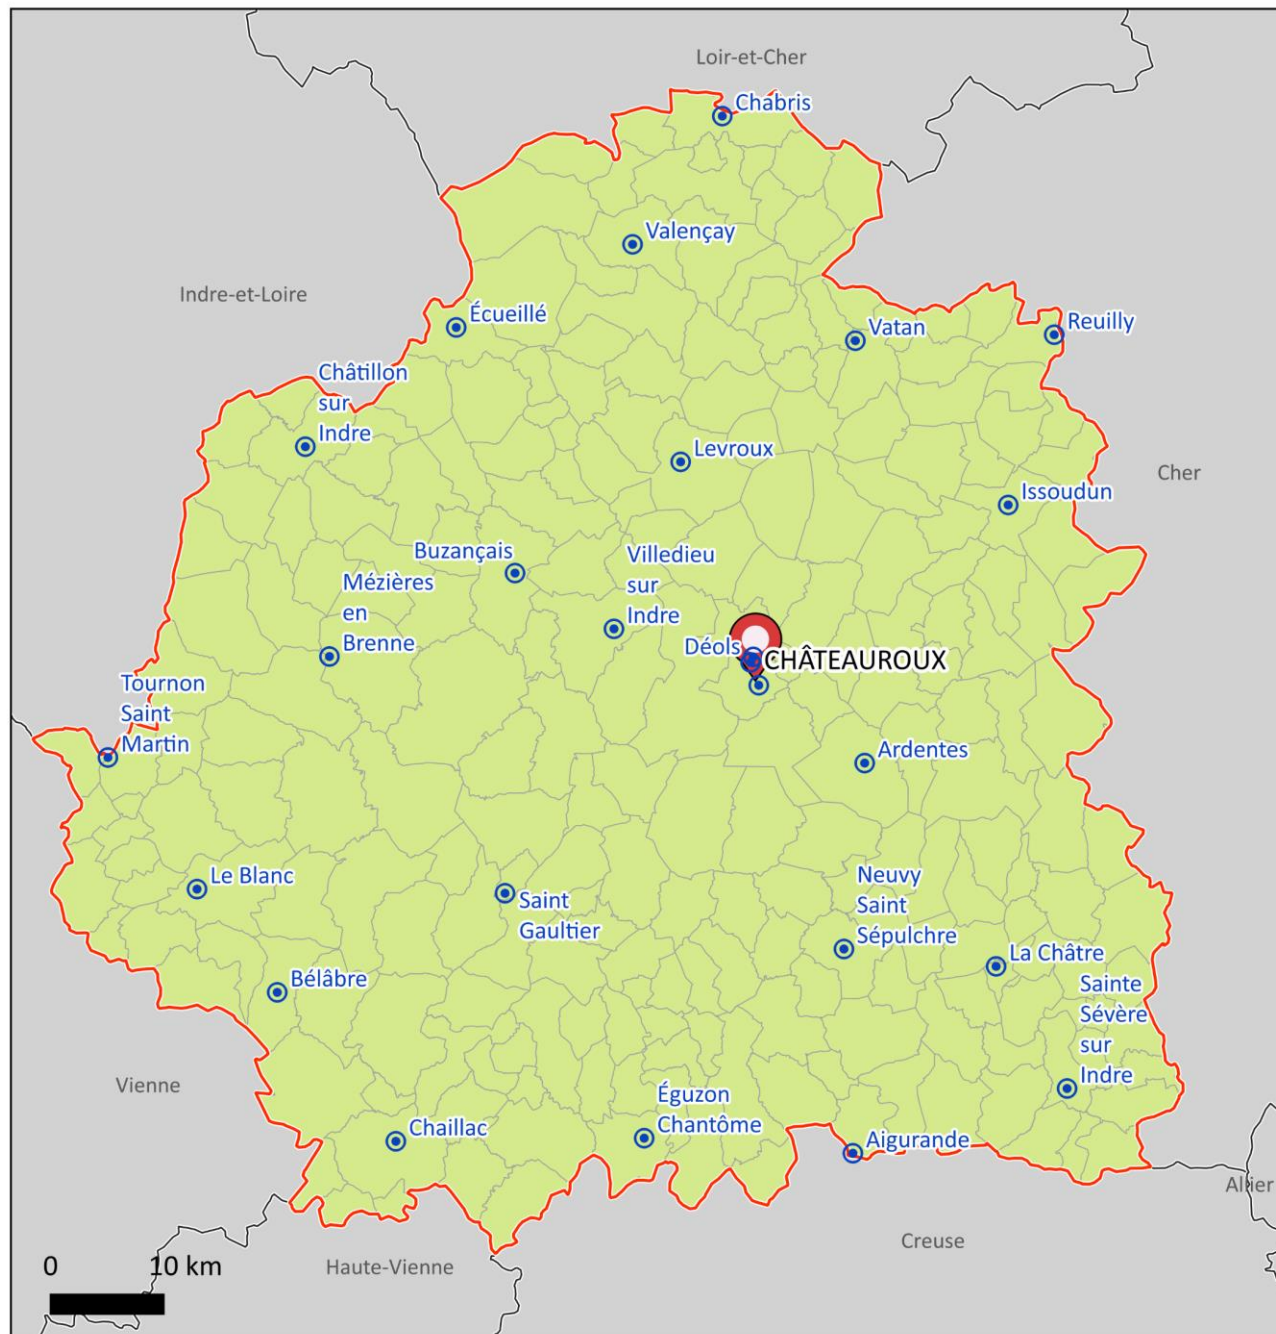 Loir-et-Cher
Chabris
Valençay
Indre-et-Loire
Écueillé
Vatan
Reuilly
Châtillon
sur
Indre
Levroux
Cher
Issoudun
Buzançais
Villedieu
sur
Indre
Mézières
en
Brenne
Déols
CHÂTEAUROUX
Tournon
Saint
Martin
Ardentes
Le Blanc
Saint
Gaultier
Neuvy
Saint
Sépulchre
La Châtre
Bélâbre
Sainte
Sévère
sur
Indre
Vienne
Éguzon
Chantôme
Chaillac
Aigurande
Allier
Creuse
Haute-Vienne
0 10 km